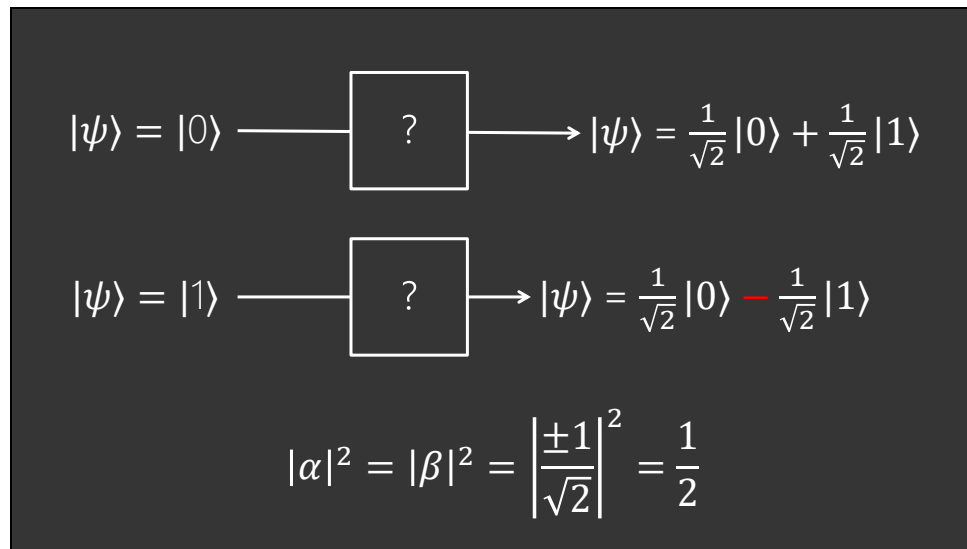 |ψ⟩ = |0⟩ ? |ψ⟩ = 1/√2 |0⟩ + 1/√2 |1⟩
|ψ⟩ = |1⟩ ? |ψ⟩ = 1/√2 |0⟩ − 1/√2 |1⟩
|α|² = |β|² = |±1/√2|² = 1/2